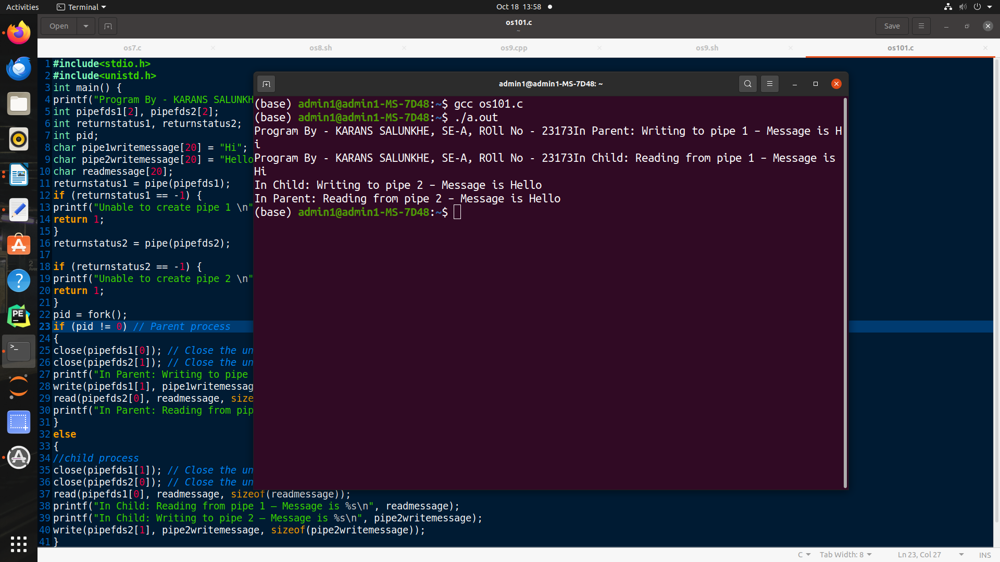 Activities
Terminal
Oct 18 13:58
Open
os101.c
~
Save
os7.c
os8.sh
os9.cpp
os9.sh
os101.c
1 #include<stdio.h>
2 #include<unistd.h>
3 int main() {
4 printf("Program By - KARANS SALUNKH
5 int pipefds1[2], pipefds2[2];
6 int returnstatus1, returnstatus2;
7 int pid;
8 char pipe1writemessage[20] = "Hi";
9 char pipe2writemessage[20] = "Hello
10 char readmessage[20];
11 returnstatus1 = pipe(pipefds1);
12 if (returnstatus1 == -1) {
13 printf("Unable to create pipe 1 \n"
14 return 1;
15 }
16 returnstatus2 = pipe(pipefds2);
17
18 if (returnstatus2 == -1) {
19 printf("Unable to create pipe 2 \n"
20 return 1;
21 }
22 pid = fork();
23 if (pid != 0) // Parent process
24 {
25 close(pipefds1[0]); // Close the un
26 close(pipefds2[1]); // Close the un
27 printf("In Parent: Writing to pipe
28 write(pipefds1[1], pipe1writemessag
29 read(pipefds2[0], readmessage, size
30 printf("In Parent: Reading from pip
31 }
32 else
33 {
34 //child process
35 close(pipefds1[1]); // Close the un
36 close(pipefds2[0]); // Close the un
37 read(pipefds1[0], readmessage, sizeof(readmessage));
38 printf("In Child: Reading from pipe 1 – Message is %s\n", readmessage);
39 printf("In Child: Writing to pipe 2 – Message is %s\n", pipe2writemessage);
40 write(pipefds2[1], pipe2writemessage, sizeof(pipe2writemessage));
41 }
admin1@admin1-MS-7D48: ~
(base) admin1@admin1-MS-7D48:~$ gcc os101.c
(base) admin1@admin1-MS-7D48:~$ ./a.out
Program By - KARANS SALUNKHE, SE-A, ROll No - 23173In Parent: Writing to pipe 1 – Message is H
i
Program By - KARANS SALUNKHE, SE-A, ROll No - 23173In Child: Reading from pipe 1 – Message is
Hi
In Child: Writing to pipe 2 – Message is Hello
In Parent: Reading from pipe 2 – Message is Hello
(base) admin1@admin1-MS-7D48:~$
PE
C
Tab Width: 8
Ln 23, Col 27
INS